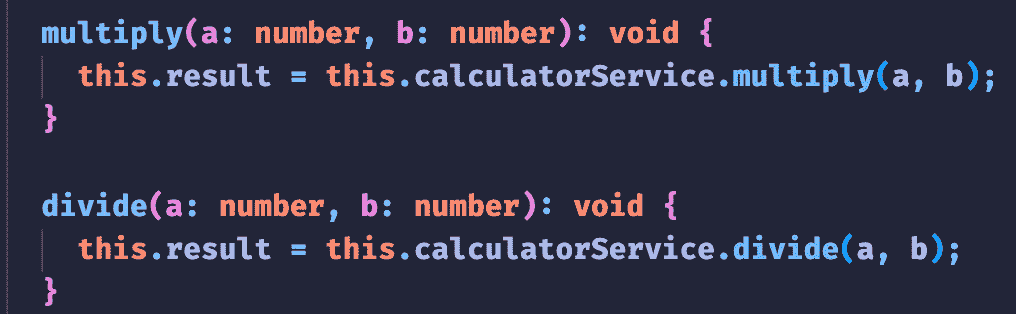 multiply(a: number, b: number): void {
  this.result = this.calculatorService.multiply(a, b);
}

divide(a: number, b: number): void {
  this.result = this.calculatorService.divide(a, b);
}